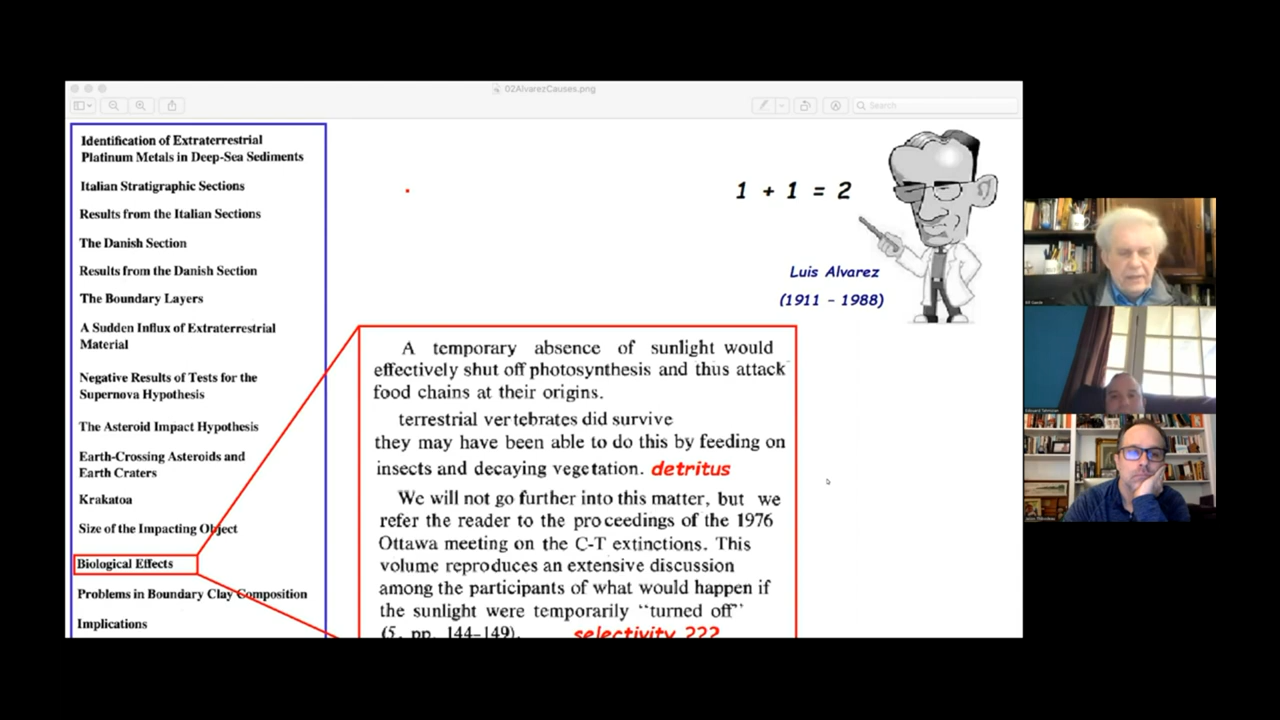 02AlvarezCauses.png
Search
Identification of Extraterrestrial
Platinum Metals in Deep-Sea Sediments
Italian Stratigraphic Sections
Results from the Italian Sections
The Danish Section
Results from the Danish Section
The Boundary Layers
A Sudden Influx of Extraterrestrial
Material
Negative Results of Tests for the
Supernova Hypothesis
The Asteroid Impact Hypothesis
Earth-Crossing Asteroids and
Earth Craters
Krakatoa
Size of the Impacting Object
Biological Effects
Problems in Boundary Clay Composition
Implications
1 + 1 = 2
Luis Alvarez
(1911 - 1988)
A temporary absence of sunlight would
effectively shut off photosynthesis and thus attack
food chains at their origins.
terrestrial vertebrates did survive
they may have been able to do this by feeding on
insects and decaying vegetation. detritus
We will not go further into this matter, but we
refer the reader to the proceedings of the 1976
Ottawa meeting on the C-T extinctions. This
volume reproduces an extensive discussion
among the participants of what would happen if
the sunlight were temporarily "turned off"
(5, pp. 144–149). selectivity ???